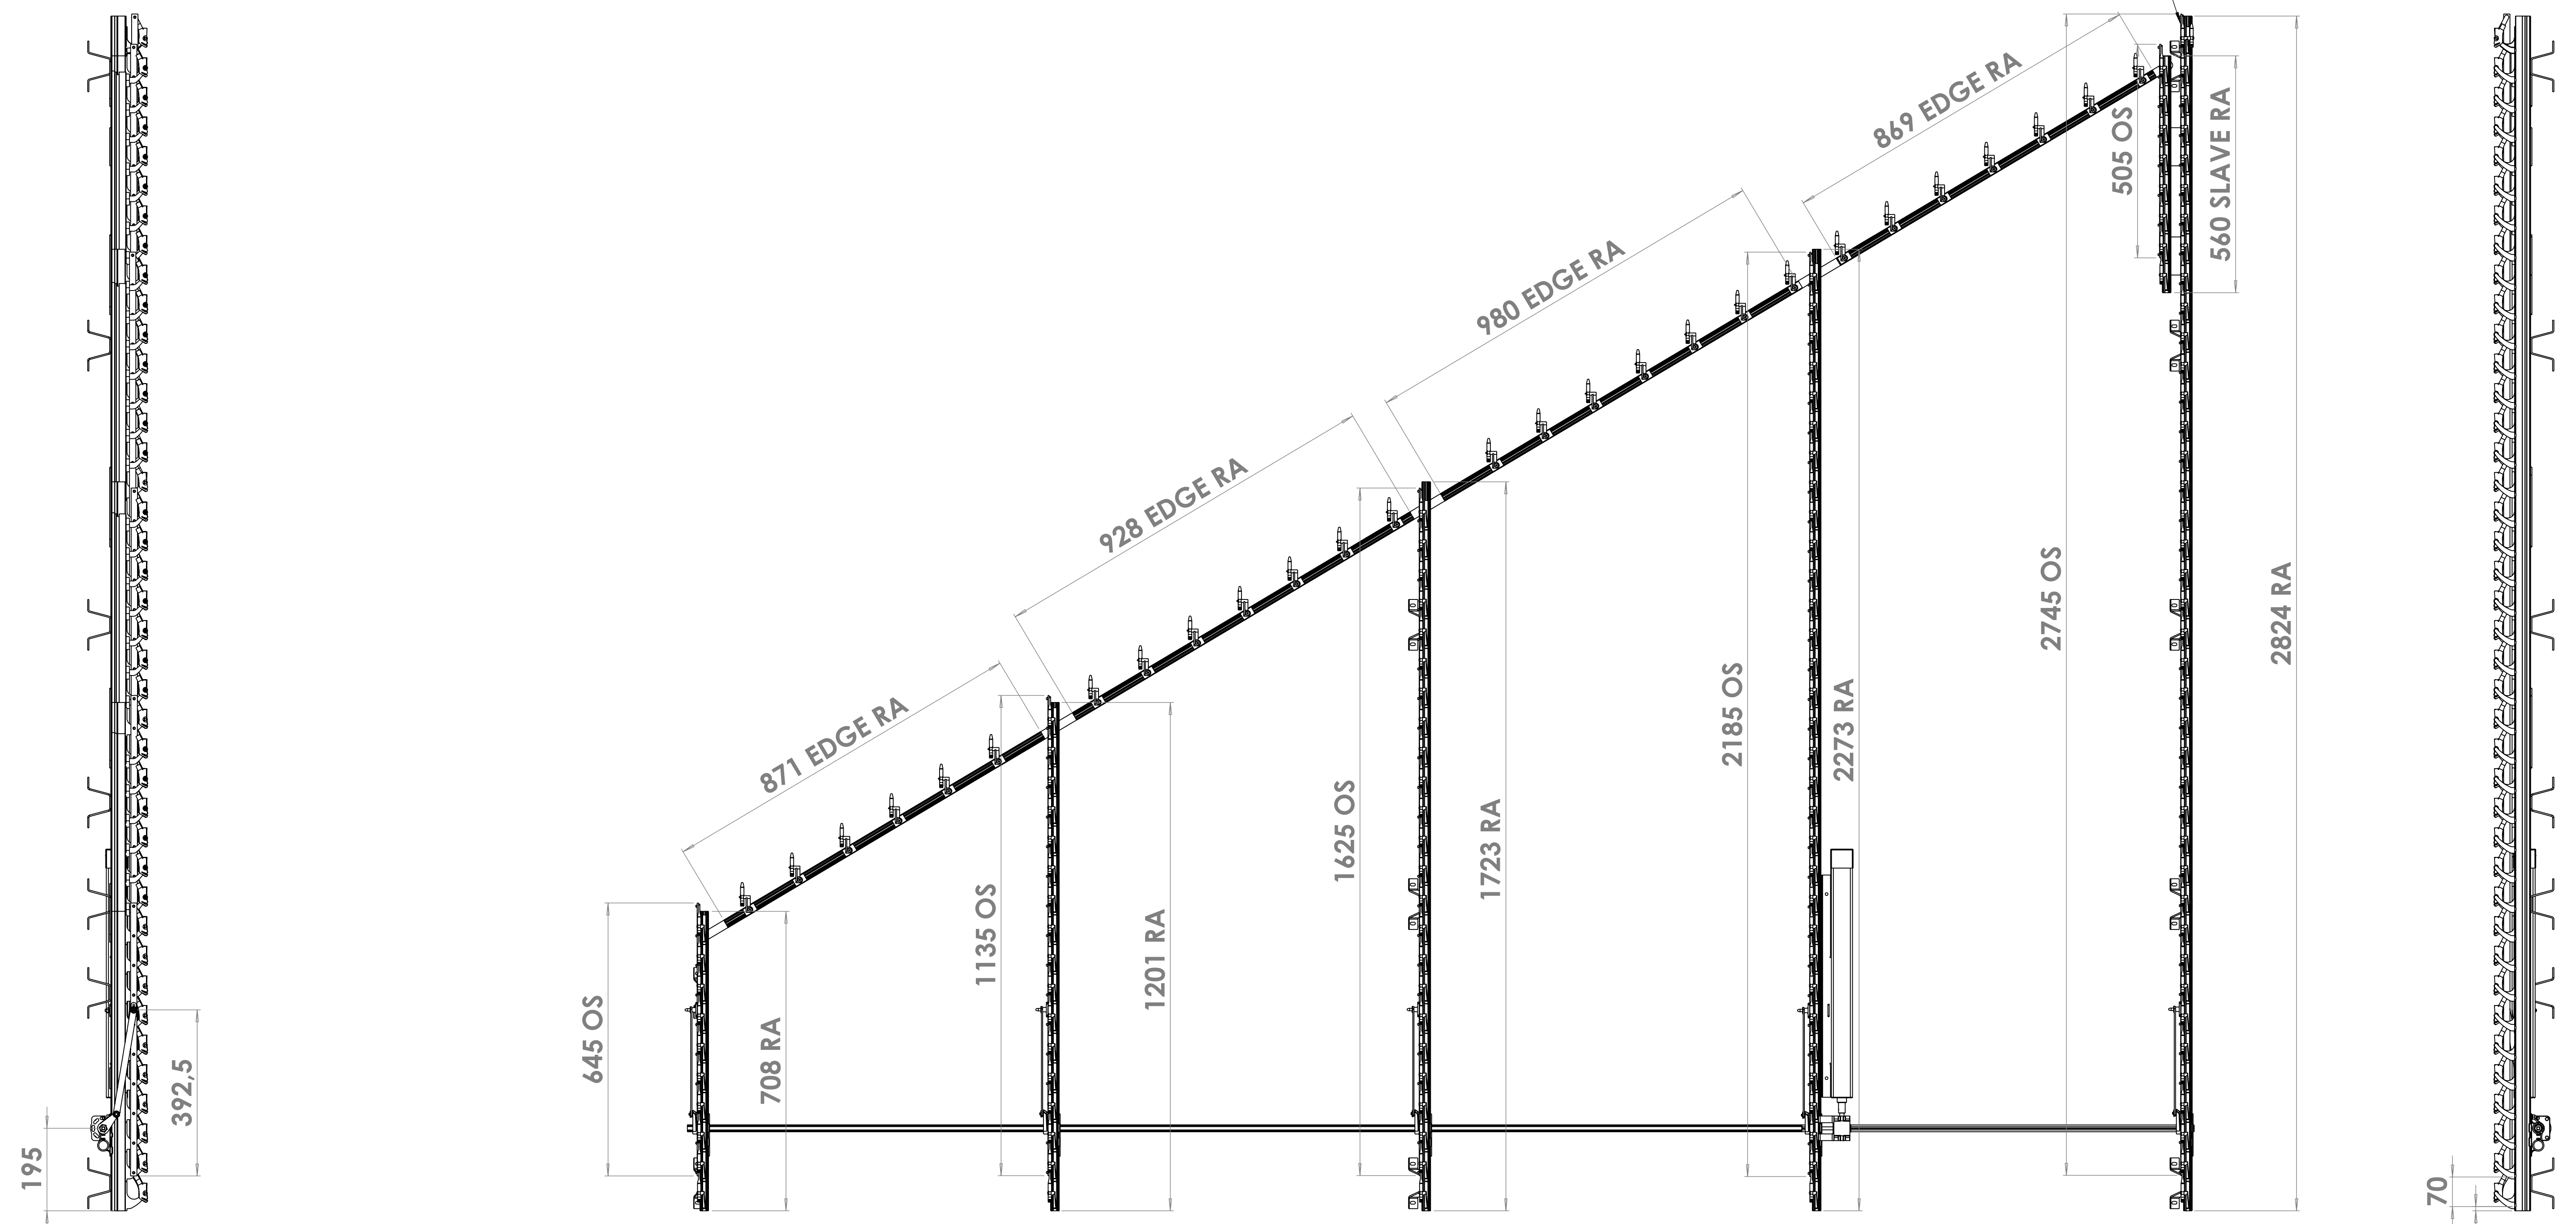 869 EDGE RA
505 OS
560 SLAVE RA
980 EDGE RA
928 EDGE RA
871 EDGE RA
2745 OS
2824 RA
2185 OS
2273 RA
1625 OS
1723 RA
1135 OS
1201 RA
645 OS
708 RA
392,5
195
70